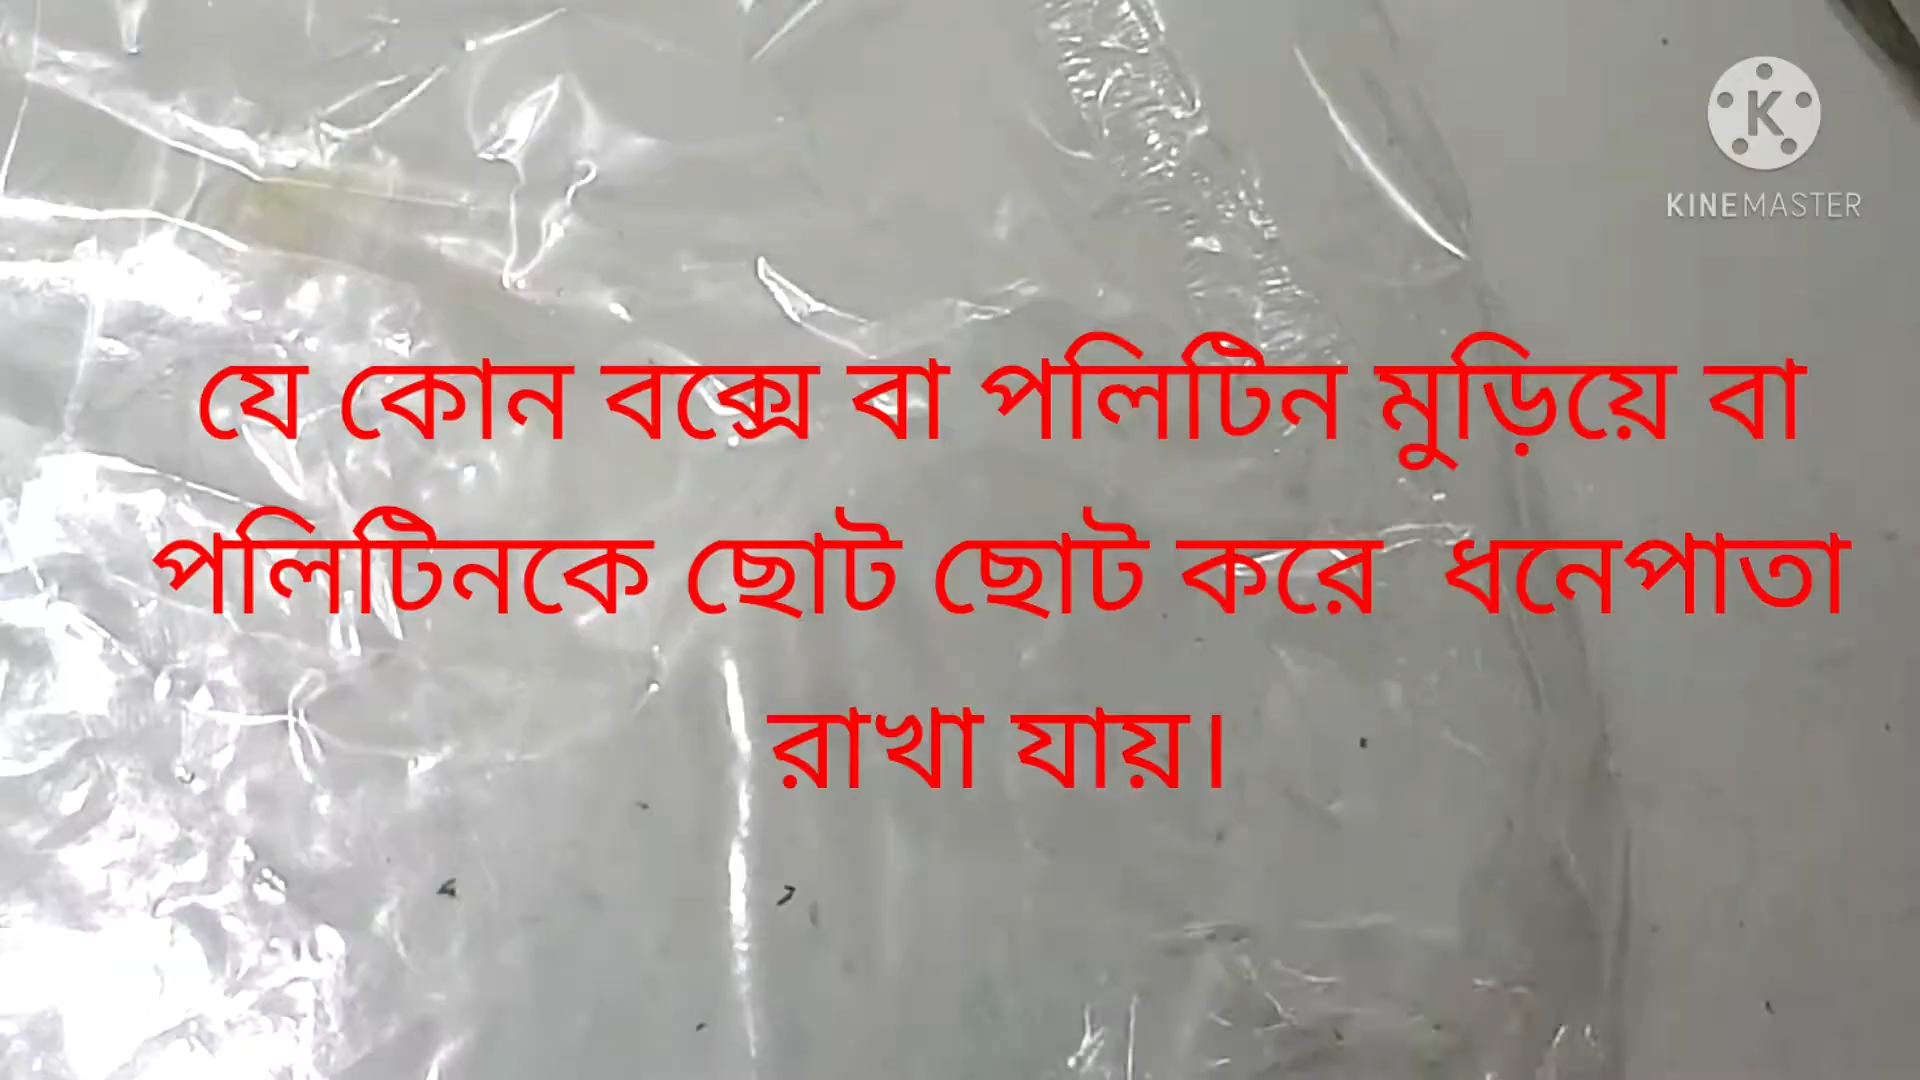 KINEMASTER
যে কোন বক্সে বা পলিটিন মুড়িয়ে বা
পলিটিনকে ছোট ছোট করে ধনেপাতা
রাখা যায়।